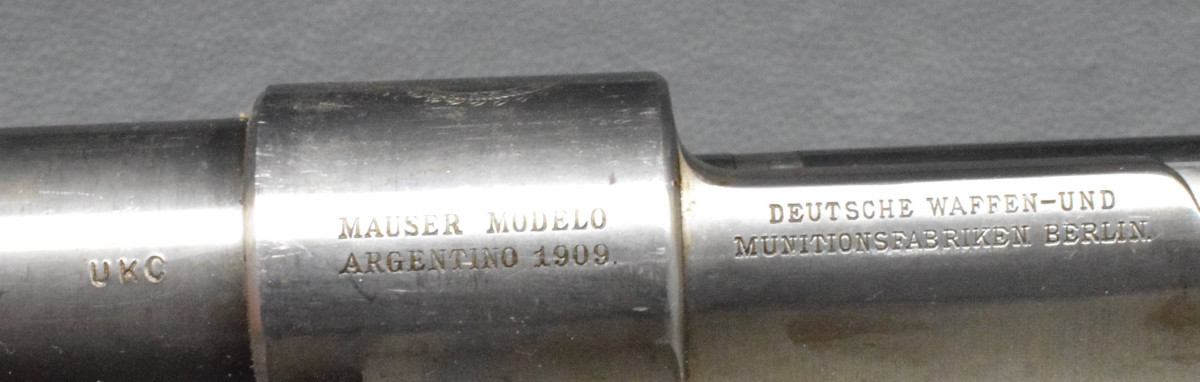 UKC
MAUSER MODELO
ARGENTINO 1909.
DEUTSCHE WAFFEN-UND
MUNITIONSFABRIKEN BERLIN.